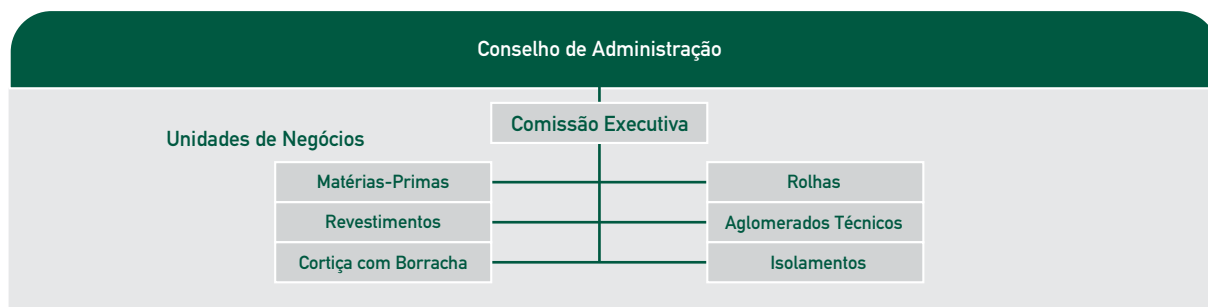 Conselho de Administração
Comissão Executiva
Unidades de Negócios
Matérias-Primas
Rolhas
Revestimentos
Aglomerados Técnicos
Cortiça com Borracha
Isolamentos